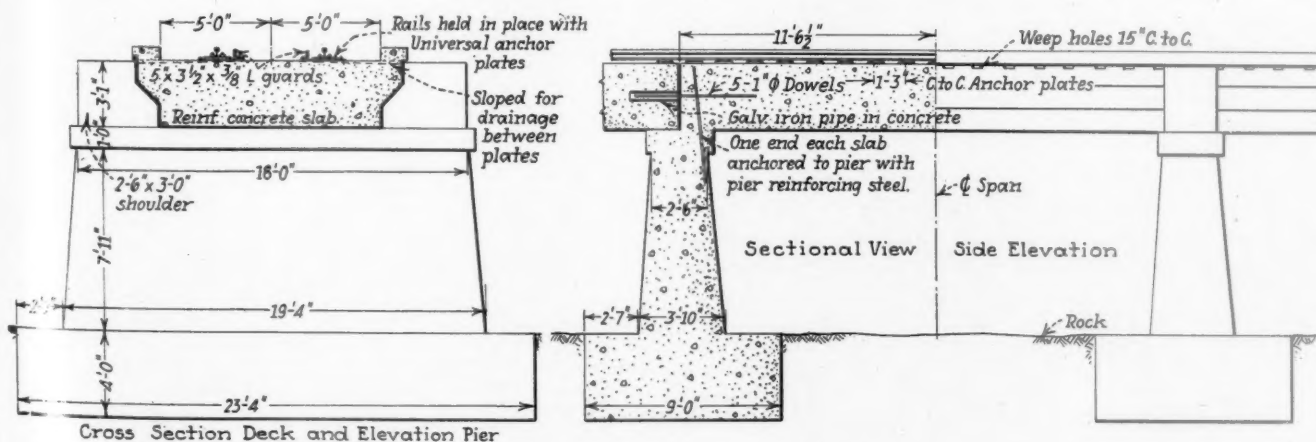 5'-0"
5'-0"
Rails held in place with
Universal anchor
plates
5 x 3½" x ⅜ L guards
Sloped for
drainage
between
plates
Reinf. concrete slab
3'-1"
1'-0"
18'-0"
2'-6" x 3'-0"
shoulder
7'-11"
19'-4"
4'-0"
23'-4"
Cross Section Deck and Elevation Pier
11'-6½"
Weep holes 15" C. to C.
5-1" ϕ Dowels
1'-3" C. to C. Anchor plates
Galv. iron pipe in concrete
One end each slab
anchored to pier with
pier reinforcing steel.
2'-6"
℄ Span
Sectional View
Side Elevation
2'-7"
3'-10"
Rock
9'-0"